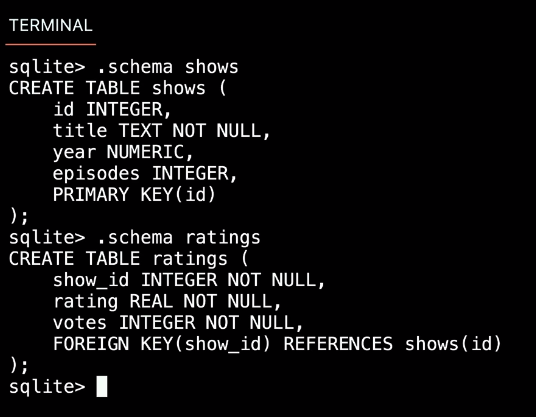 TERMINAL
sqlite> .schema shows
CREATE TABLE shows (
    id INTEGER,
    title TEXT NOT NULL,
    year NUMERIC,
    episodes INTEGER,
    PRIMARY KEY(id)
);
sqlite> .schema ratings
CREATE TABLE ratings (
    show_id INTEGER NOT NULL,
    rating REAL NOT NULL,
    votes INTEGER NOT NULL,
    FOREIGN KEY(show_id) REFERENCES shows(id)
);
sqlite>